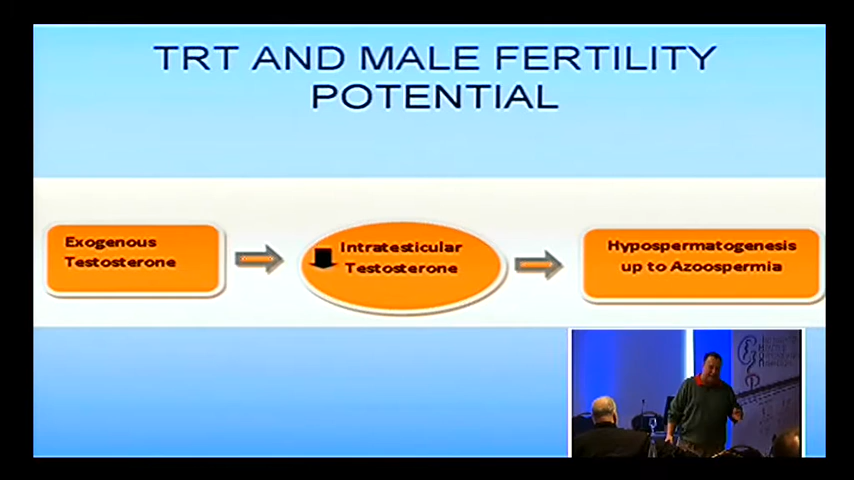 TRT AND MALE FERTILITY
POTENTIAL
Exogenous
Testosterone
Intratesticular
Testosterone
Hypospermatogenesis
up to Azoospermia